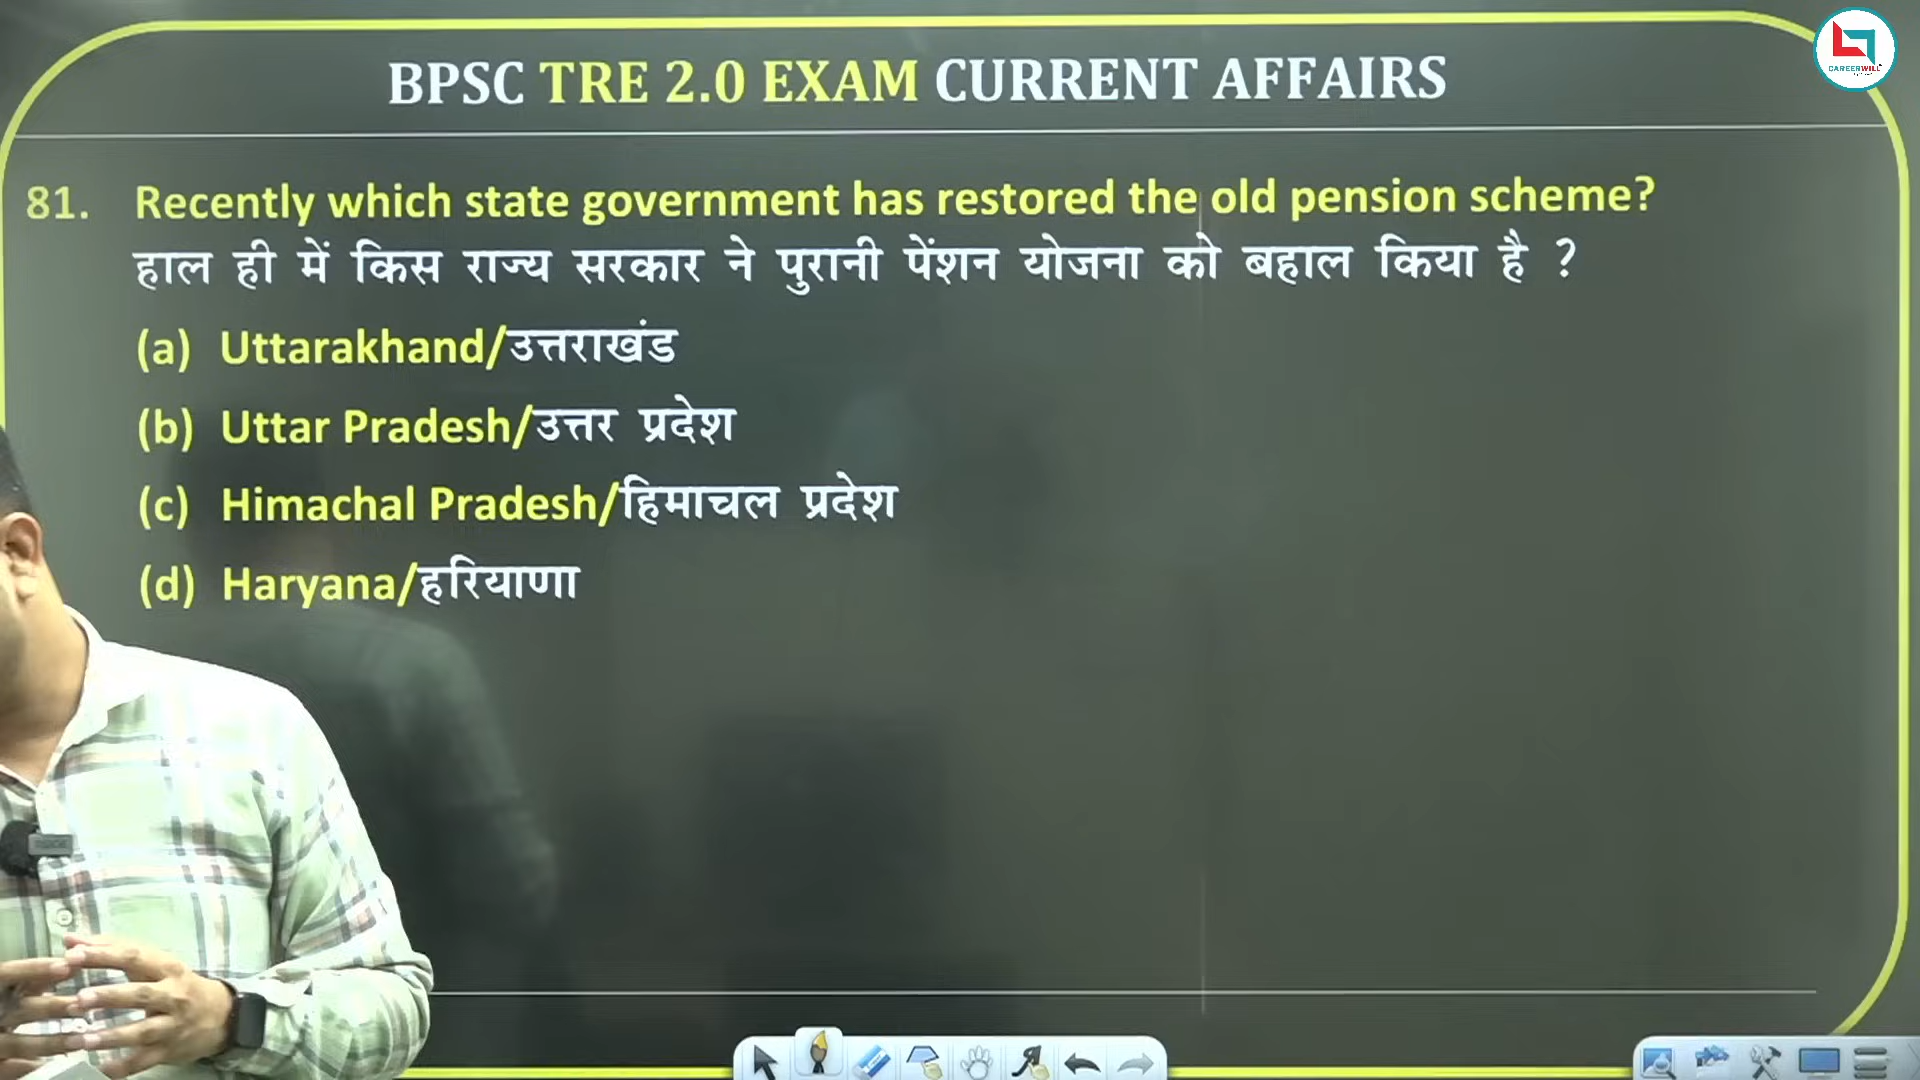 CAREERWILL
BPSC TRE 2.0 EXAM CURRENT AFFAIRS
81. Recently which state government has restored the old pension scheme?
हाल ही में किस राज्य सरकार ने पुरानी पेंशन योजना को बहाल किया है ?
(a) Uttarakhand/उत्तराखंड
(b) Uttar Pradesh/उत्तर प्रदेश
(c) Himachal Pradesh/हिमाचल प्रदेश
(d) Haryana/हरियाणा